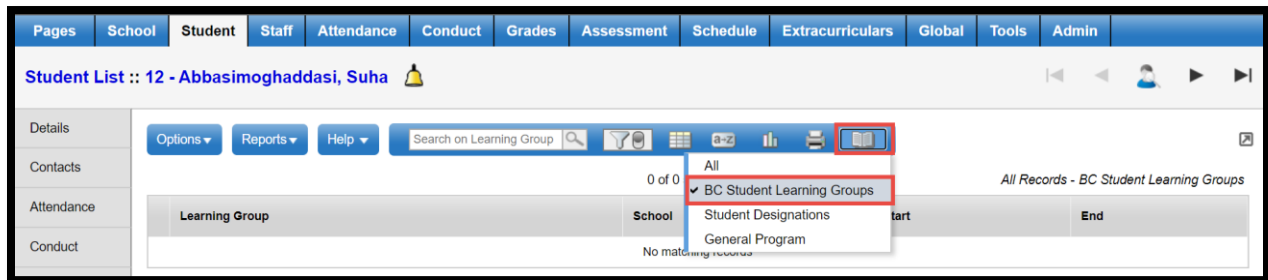 Pages School Student Staff Attendance Conduct Grades Assessment Schedule Extracurriculars Global Tools Admin
Student List :: 12 - Abbasimoghaddasi, Suha
Details
Options Reports Help Search on Learning Group a-z
Contacts
All
0 of 0
All Records - BC Student Learning Groups
BC Student Learning Groups
Attendance
Learning Group School Student Designations tart End
Conduct
General Program
No matching records